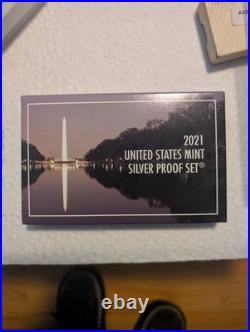 2021
UNITED STATES MINT
SILVER PROOF SET®